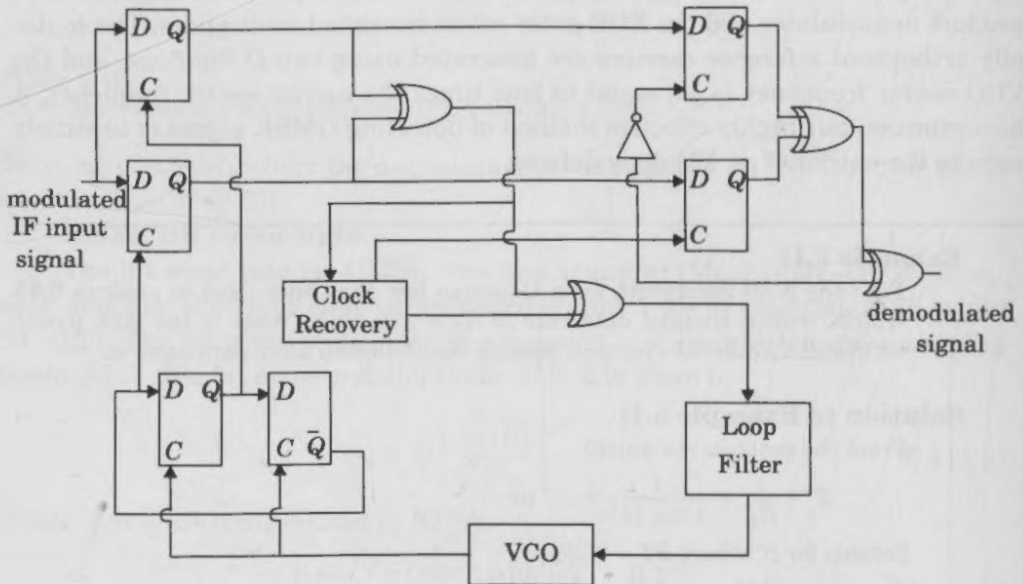 D Q
C
D Q
C
modulated
IF input
signal
D Q
C
D Q
C
Clock
Recovery
demodulated
signal
D Q
C
D
C Q̄
Loop
Filter
VCO